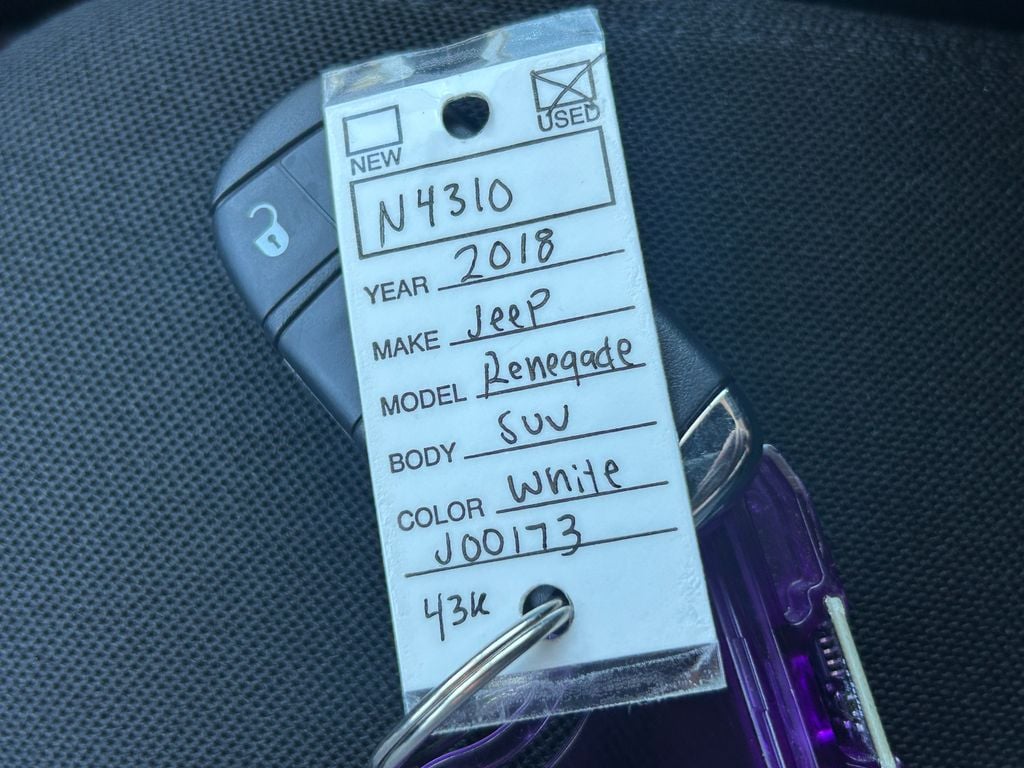 NEW USED
N4310
YEAR 2018
MAKE Jeep
MODEL Renegade
BODY SUV
COLOR White
J00173
43K